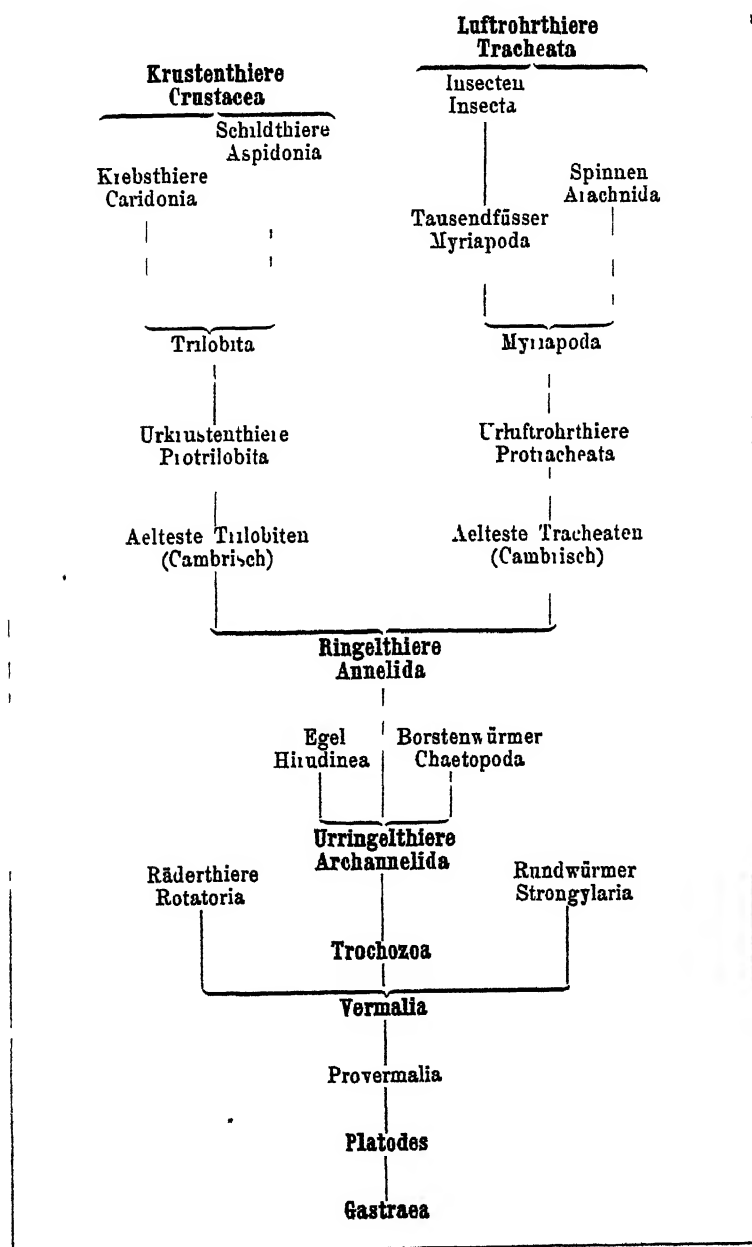 Luftrohrthiere
Tracheata
Krustenthiere
Crustacea
Insecten
Insecta
Schildthiere
Aspidonia
Krebsthiere
Caridonia
Spinnen
Arachnida
Tausendfüsser
Myriapoda
Trilobita
Myriapoda
Urkrustenthiere
Protrilobita
Urluftrohrthiere
Protracheata
Aelteste Trilobiten
(Cambrisch)
Aelteste Tracheaten
(Cambrisch)
Ringelthiere
Annelida
Egel
Hirudinea
Borstenwürmer
Chaetopoda
Urringelthiere
Archannelida
Räderthiere
Rotatoria
Rundwürmer
Strongylaria
Trochozoa
Vermalia
Provermalia
Platodes
Gastraea